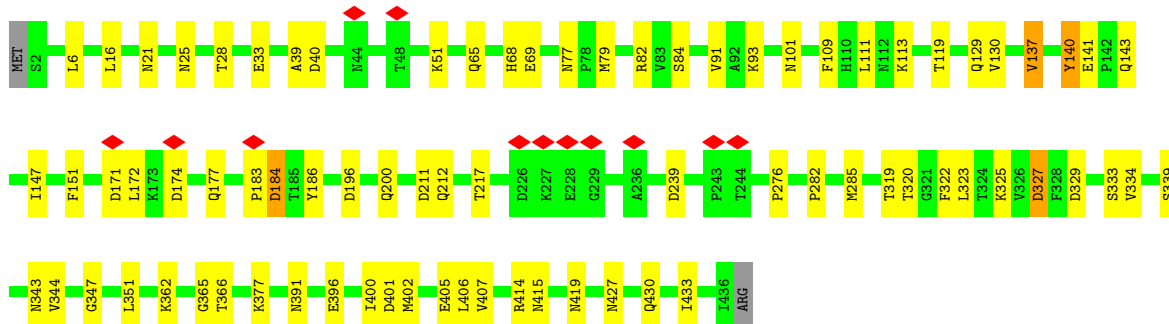 MET S2 L6 L16 N21 N25 T28 E33 A39 D40 N44 T48 K51 Q65 H68 E69 N77 P78 M79 R82 V83 S84 V91 A92 K93 N101 F109 H110 L111 N112 K113 T119 Q129 V130 V137 Y140 E141 P142 Q143
I147 F151 D171 L172 K173 D174 Q177 P183 D184 T185 Y186 D196 Q200 D211 Q212 T217 D226 K227 E228 G229 A236 D239 P243 T244 P276 P282 M285 T319 T320 G321 F322 L323 T324 K325 V326 D327 F328 D329 S333 V334 S339
N343 V344 G347 L351 K362 G365 T366 K377 N391 E396 I400 D401 M402 E405 L406 V407 R414 N415 N419 N427 Q430 I433 I436 ARG